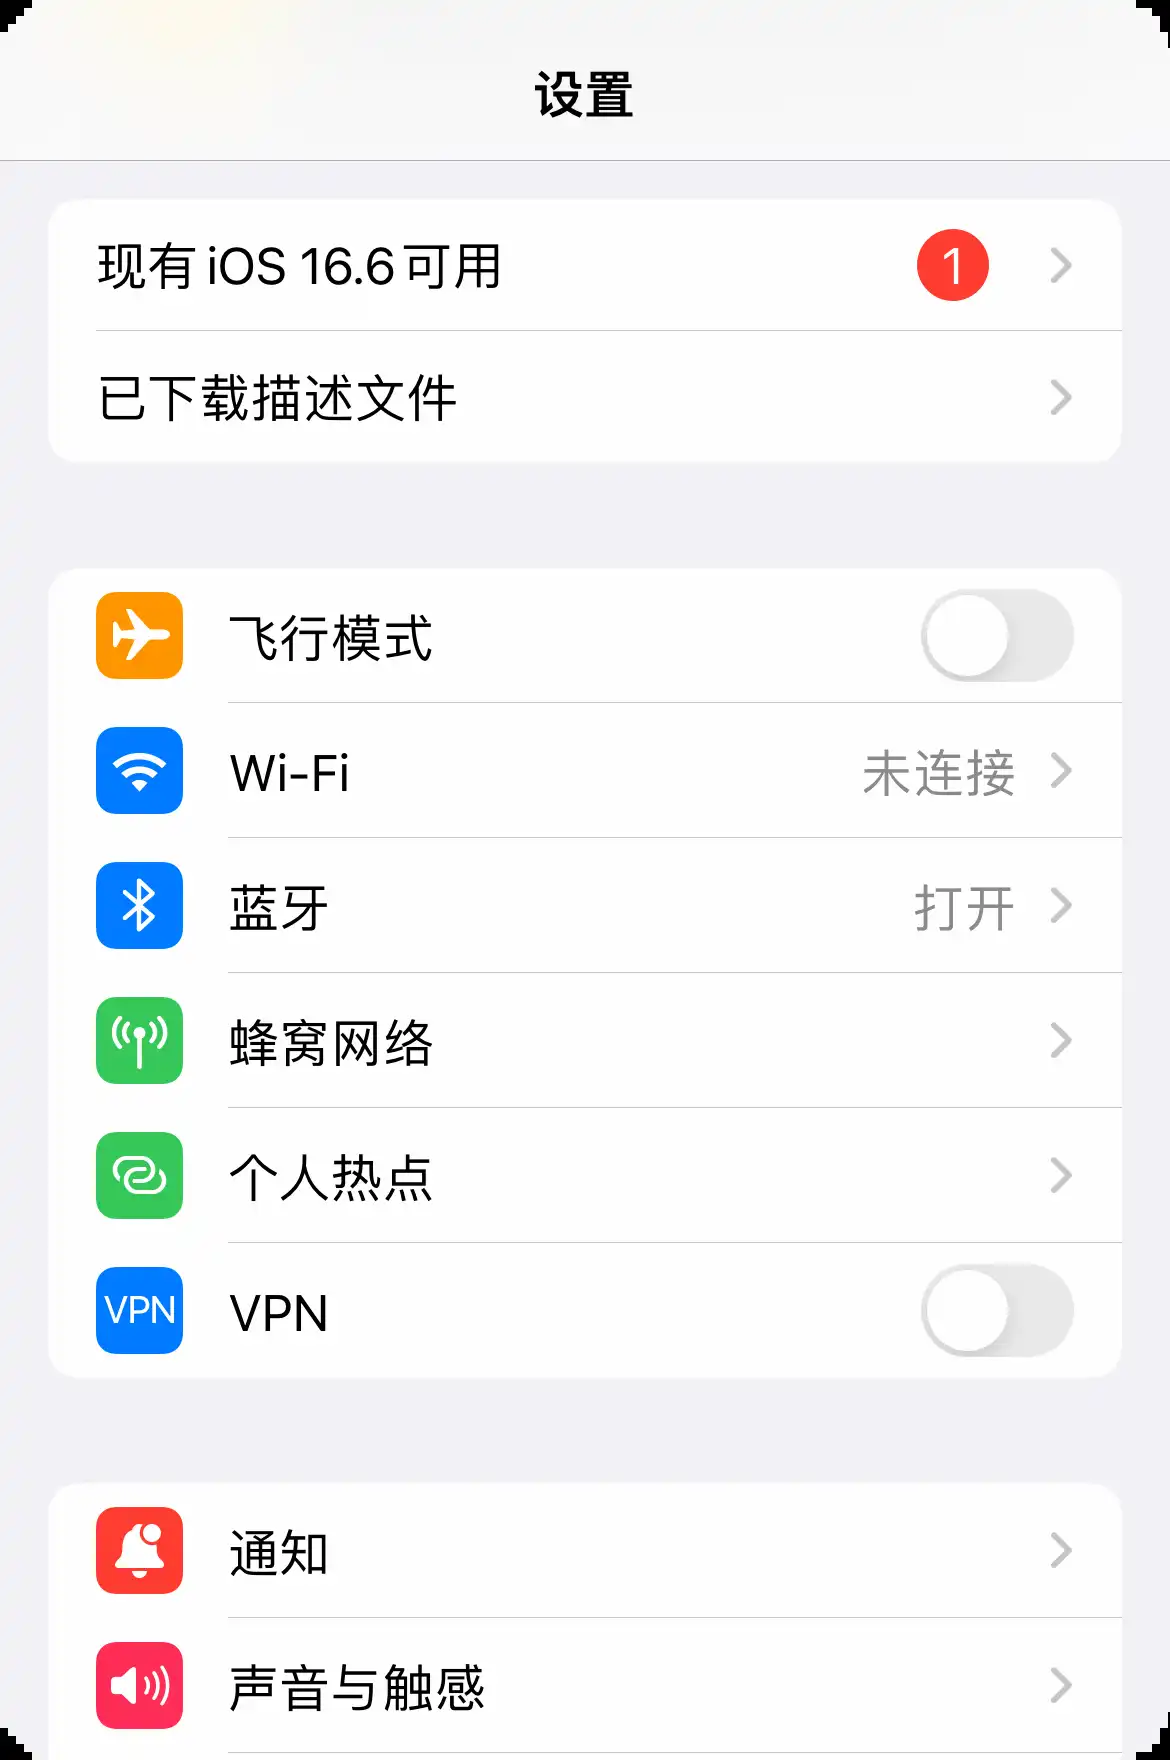 设置
现有 iOS 16.6 可用 1
已下载描述文件
飞行模式
Wi-Fi 未连接
蓝牙 打开
蜂窝网络
个人热点
VPN VPN
通知
声音与触感